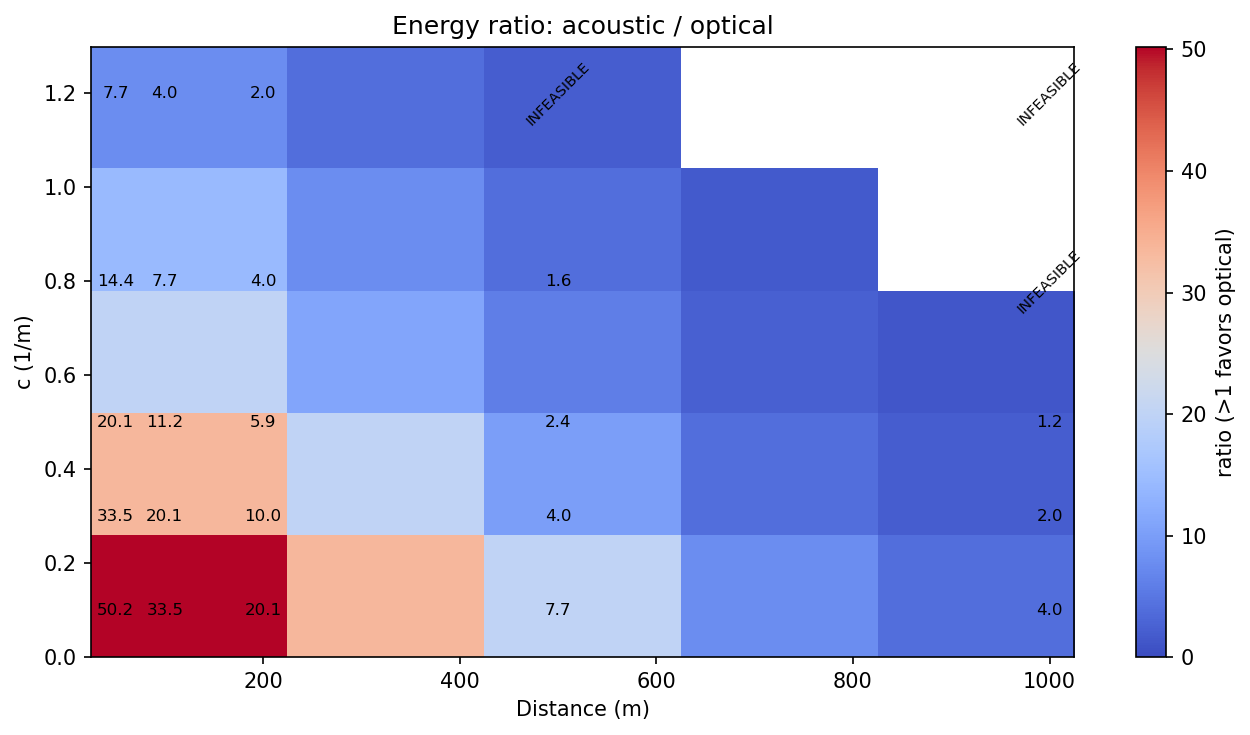 Energy ratio: acoustic / optical
1.2
7.7 4.0 2.0 INFEASIBLE INFEASIBLE
1.0
0.8
14.4 7.7 4.0 1.6 INFEASIBLE
0.6
20.1 11.2 5.9 2.4 1.2
0.4
33.5 20.1 10.0 4.0 2.0
0.2
50.2 33.5 20.1 7.7 4.0
0.0
c (1/m)
200 400 600 800 1000
Distance (m)
50
40
30
20
10
0
ratio (>1 favors optical)